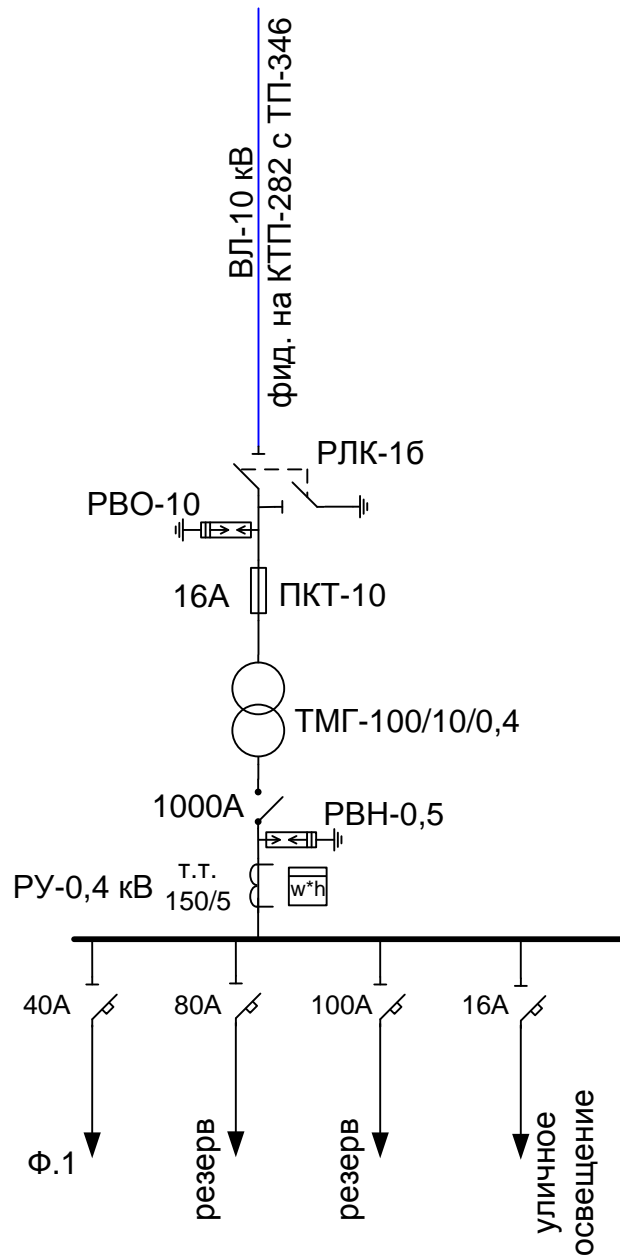 ВЛ-10 кВ
фид. на КТП-282 с ТП-346
РЛК-1б
РВО-10
16А
ПКТ-10
ТМГ-100/10/0,4
1000А
РВН-0,5
РУ-0,4 кВ
т.т.
150/5
w*h
40А
80А
100А
16А
Ф.1
резерв
резерв
уличное
освещение